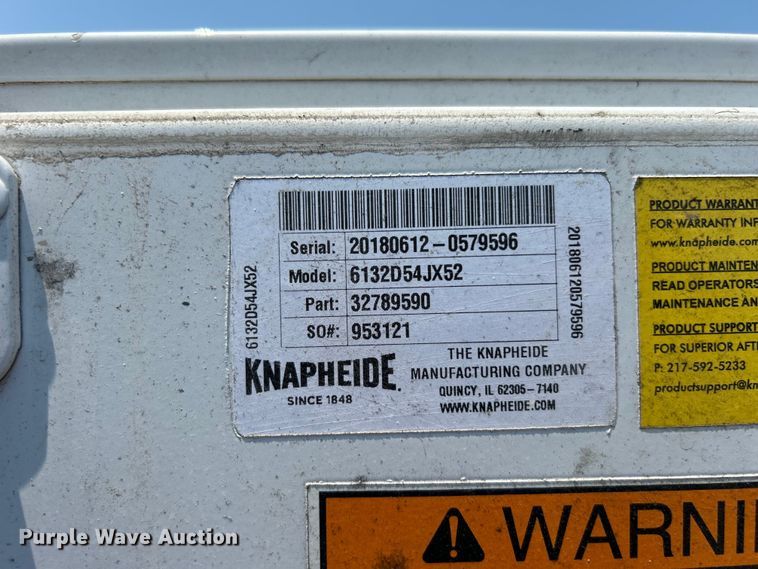 Serial: 20180612-0579596
Model: 6132D54JX52
Part: 32789590
SO#: 953121
6132D54JX52
201806120579596
KNAPHEIDE.
SINCE 1848
THE KNAPHEIDE
MANUFACTURING COMPANY
QUINCY, IL 62305-7140
WWW.KNAPHEIDE.COM
PRODUCT WARRANT
FOR WARRANTY INF
www.knapheide.
PRODUCT MAINTEN
READ OPERATORS
MAINTENANCE AN
PRODUCT SUPPORT
FOR SUPERIOR AFT
P: 217-592-5233
productsupport@kn
WARNI
Purple Wave Auction